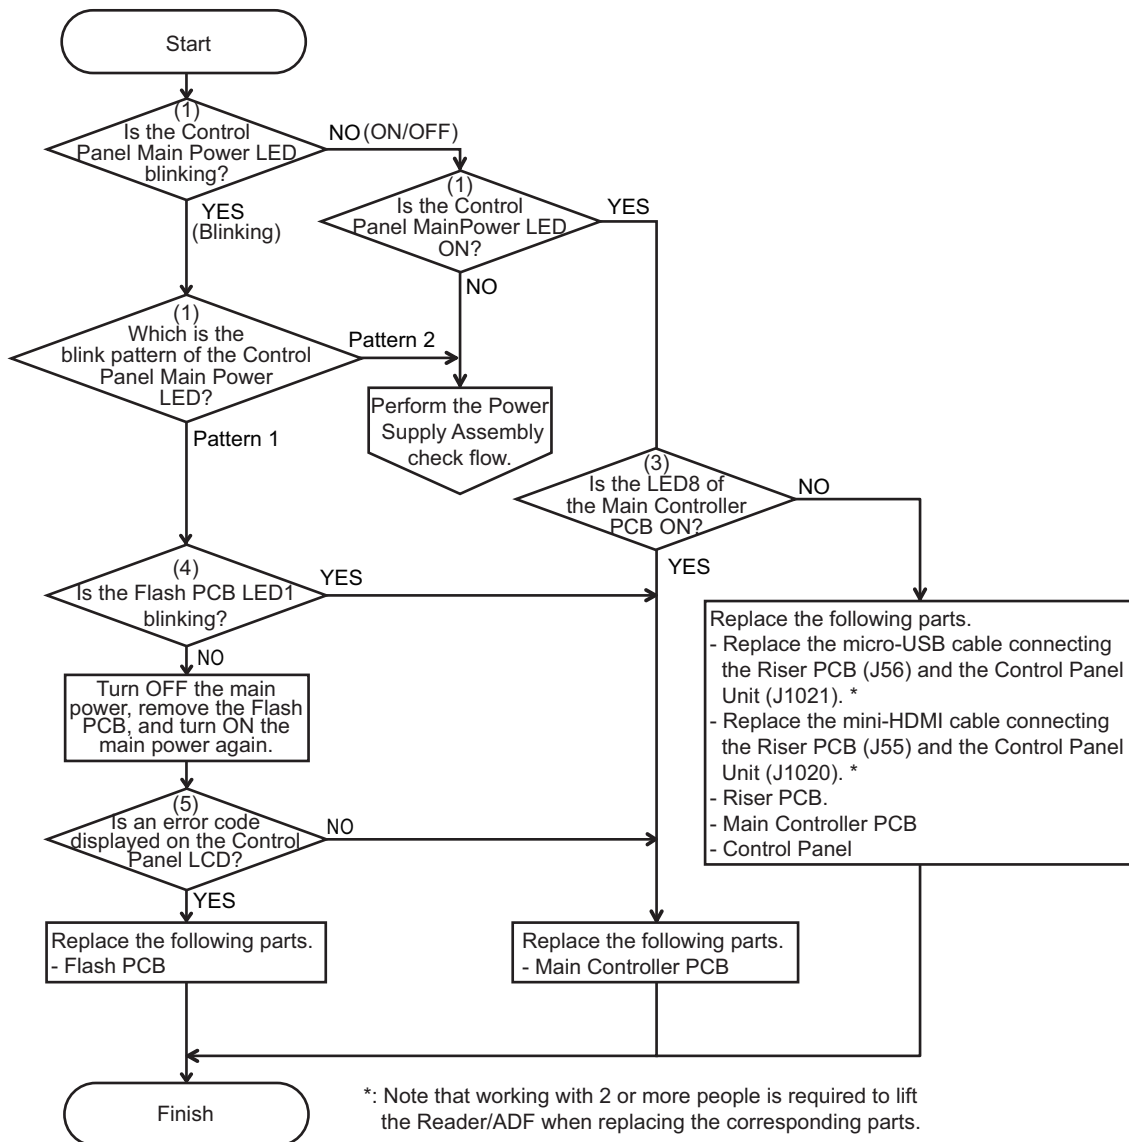 Start
(1)
Is the Control
Panel Main Power LED
blinking?
NO (ON/OFF)
YES
(Blinking)
(1)
Is the Control
Panel MainPower LED
ON?
YES
NO
(1)
Which is the
blink pattern of the Control
Panel Main Power
LED?
Pattern 2
Pattern 1
Perform the Power
Supply Assembly
check flow.
(3)
Is the LED8 of
the Main Controller
PCB ON?
NO
YES
(4)
Is the Flash PCB LED1
blinking?
YES
NO
Turn OFF the main
power, remove the Flash
PCB, and turn ON the
main power again.
(5)
Is an error code
displayed on the Control
Panel LCD?
NO
YES
Replace the following parts.
- Replace the micro-USB cable connecting
the Riser PCB (J56) and the Control Panel
Unit (J1021). *
- Replace the mini-HDMI cable connecting
the Riser PCB (J55) and the Control Panel
Unit (J1020). *
- Riser PCB.
- Main Controller PCB
- Control Panel
Replace the following parts.
- Flash PCB
Replace the following parts.
- Main Controller PCB
Finish
*: Note that working with 2 or more people is required to lift
the Reader/ADF when replacing the corresponding parts.